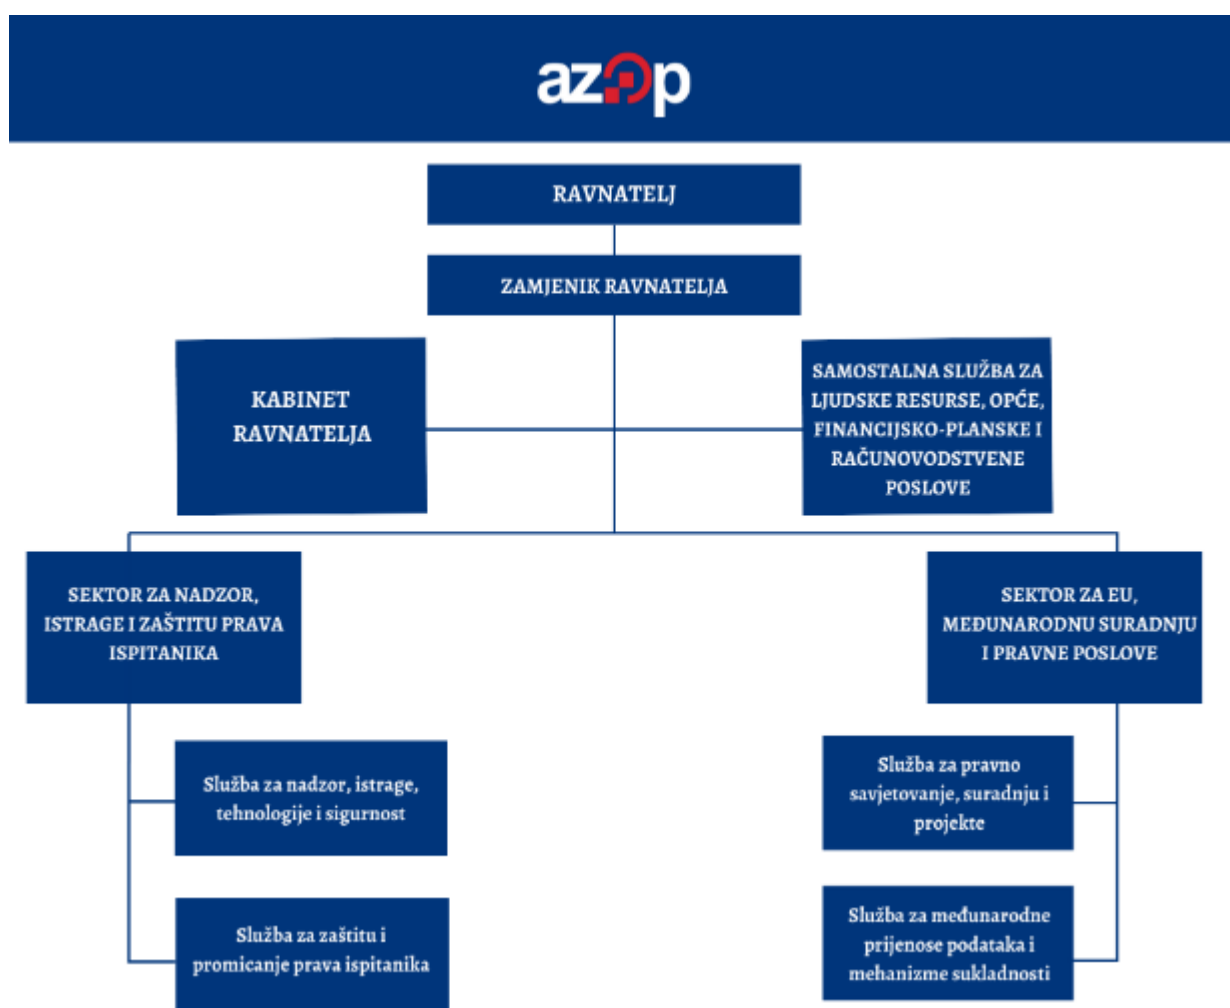 azop
RAVNATELJ
ZAMJENIK RAVNATELJA
KABINET
RAVNATELJA
SAMOSTALNA SLUŽBA ZA
LJUDSKE RESURSE, OPĆE,
FINANCIJSKO-PLANSKE I
RAČUNOVODSTVENE
POSLOVE
SEKTOR ZA NADZOR,
ISTRAGE I ZAŠTITU PRAVA
ISPITANIKA
SEKTOR ZA EU,
MEĐUNARODNU SURADNJU
I PRAVNE POSLOVE
Služba za nadzor, istrage,
tehnologije i sigurnost
Služba za pravno
savjetovanje, suradnju i
projekte
Služba za zaštitu i
promicanje prava ispitanika
Služba za međunarodne
prijenose podataka i
mehanizme sukladnosti